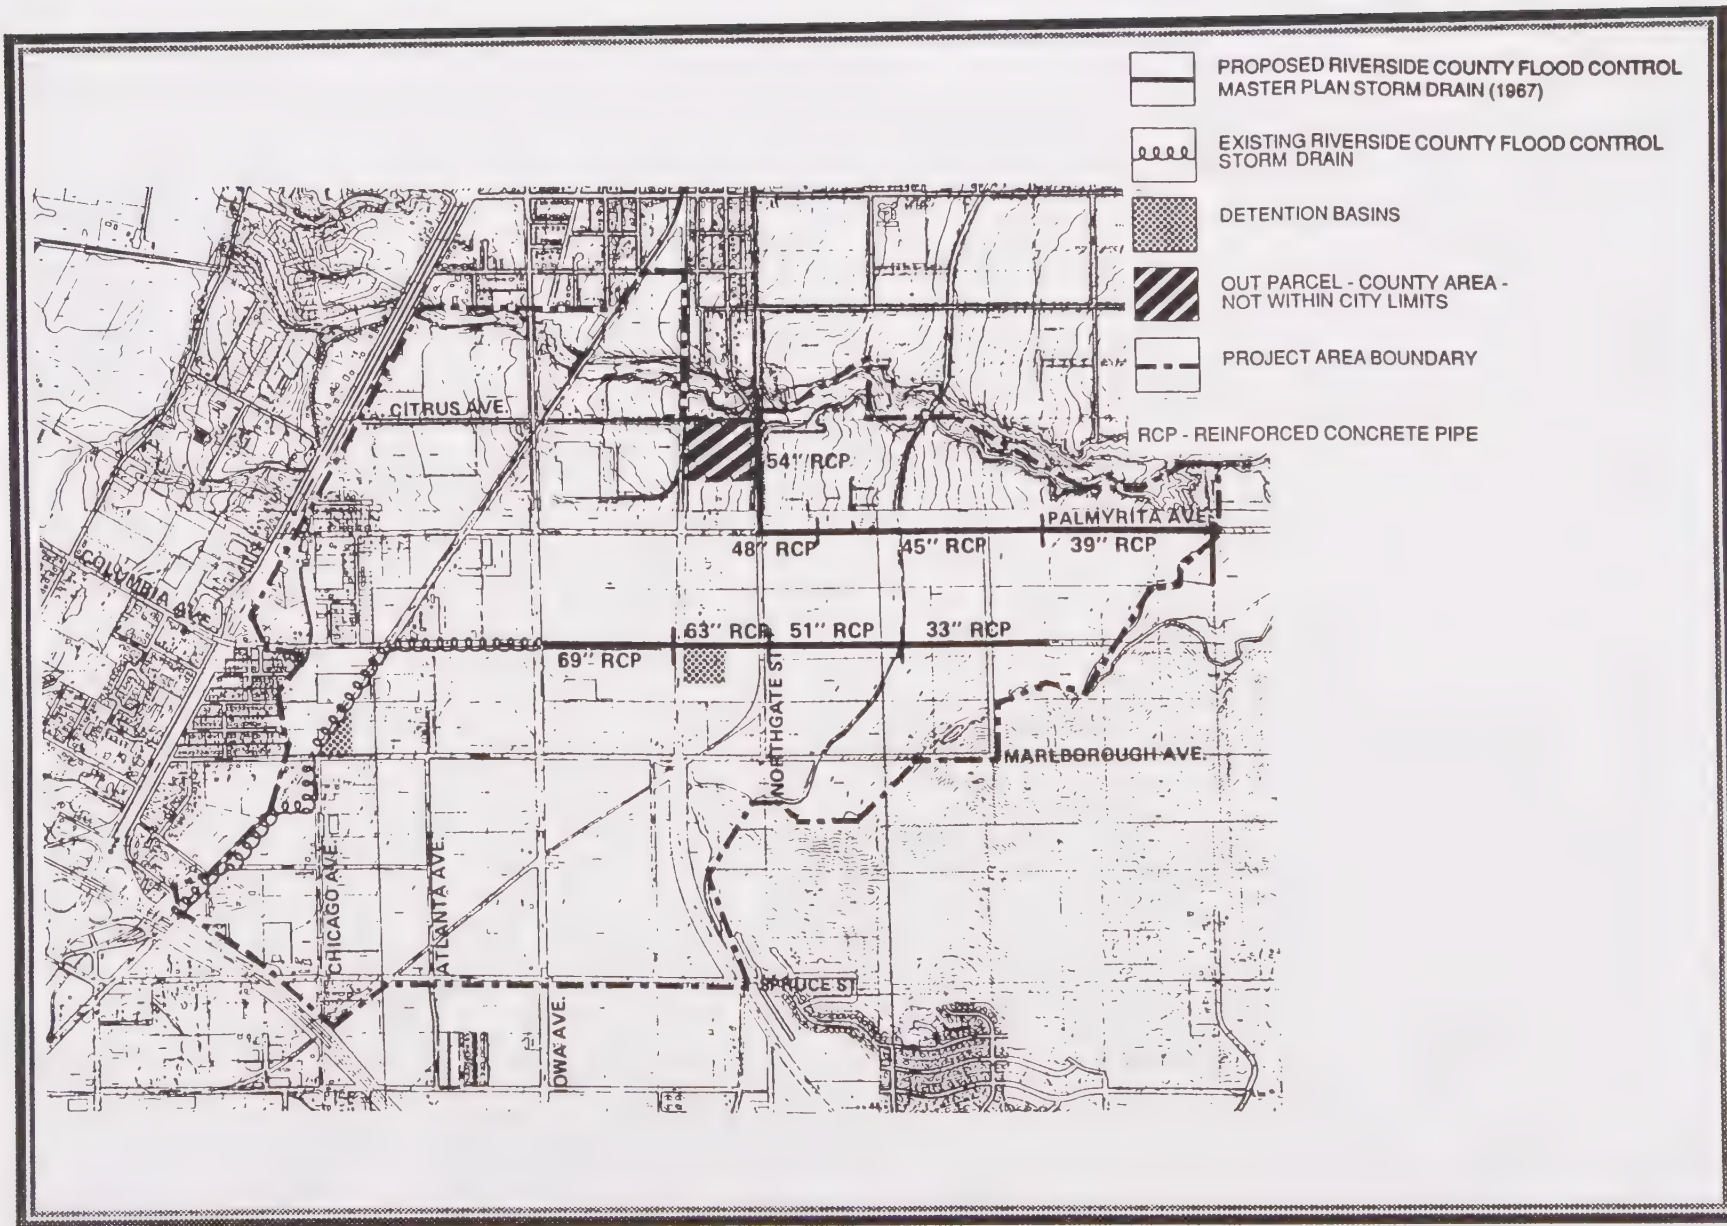 PROPOSED RIVERSIDE COUNTY FLOOD CONTROL
MASTER PLAN STORM DRAIN (1967)
EXISTING RIVERSIDE COUNTY FLOOD CONTROL
STORM DRAIN
DETENTION BASINS
OUT PARCEL - COUNTY AREA -
NOT WITHIN CITY LIMITS
PROJECT AREA BOUNDARY
RCP - REINFORCED CONCRETE PIPE
CITRUS AVE.
54" RCP
PALMYRITA AVE.
48" RCP
45" RCP
39" RCP
COLUMBIA AVE.
63" RCP
51" RCP
33" RCP
69" RCP
NORTHGATE ST.
MARLBOROUGH AVE.
CHICAGO AVE.
ATLANTA AVE.
SPRUCE ST.
IOWA AVE.